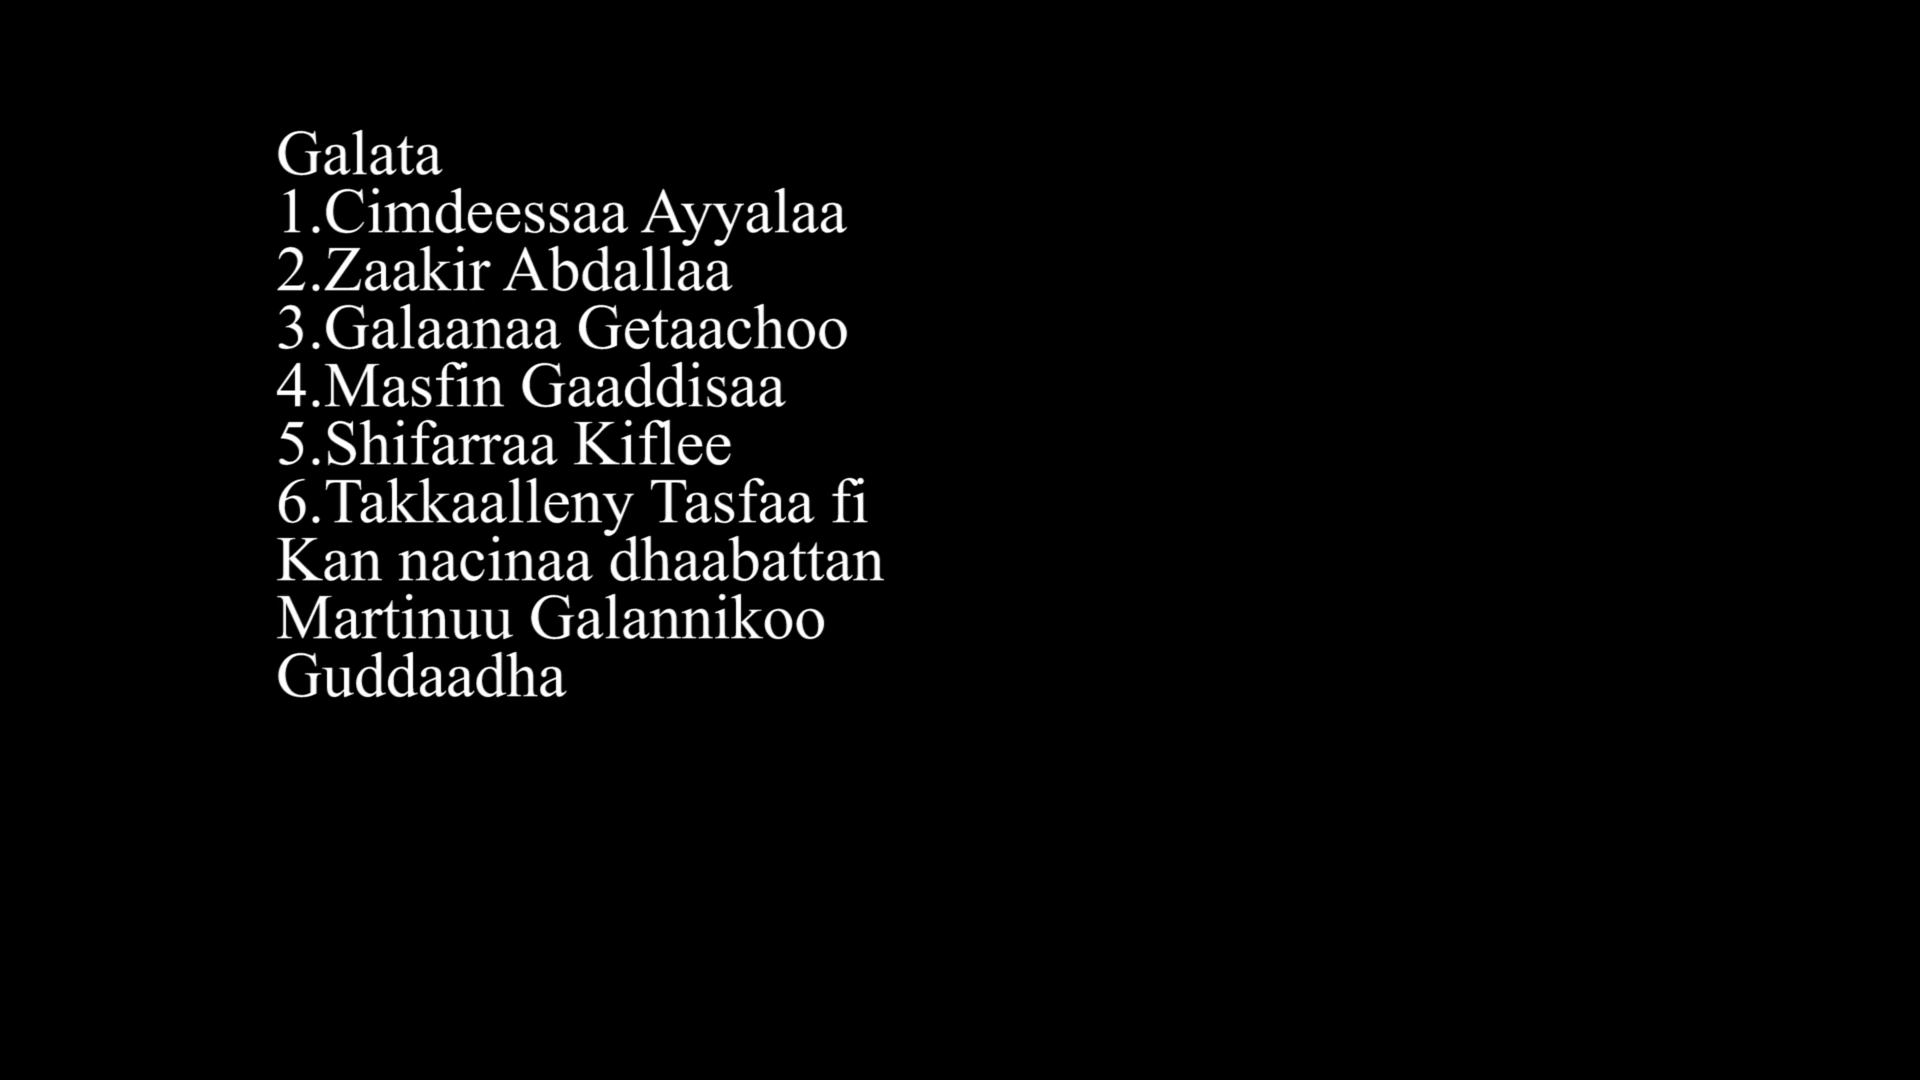 Galata
1.Cimdeessaa Ayyalaa
2.Zaakir Abdallaa
3.Galaanaa Getaachoo
4.Masfin Gaaddisaa
5.Shifarraa Kiflee
6.Takkaalleny Tasfaa fi
Kan nacinaa dhaabattan
Martinuu Galannikoo
Guddaadha